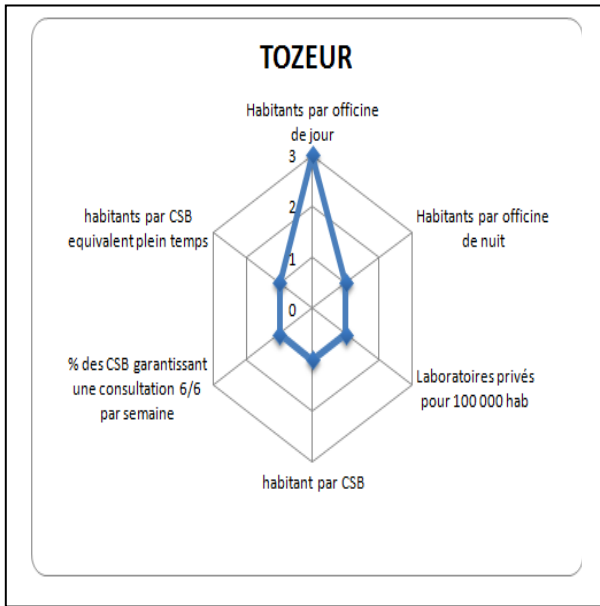 TOZEUR
Habitants par officine
de jour
3
habitants par CSB
equivalent plein temps
2
Habitants par officine
de nuit
1
0
% des CSB garantissant
une consultation 6/6
par semaine
Laboratoires privés
pour 100 000 hab
habitant par CSB